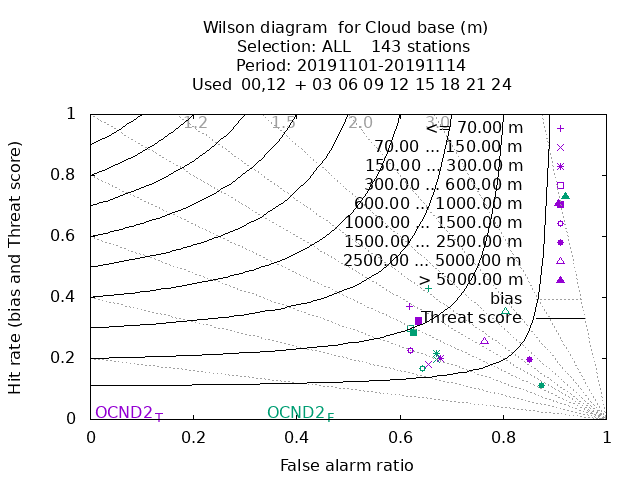 Wilson diagram for Cloud base (m)
Selection: ALL 143 stations
Period: 20191101-20191114
Used 00,12 + 03 06 09 12 15 18 21 24
Hit rate (bias and Threat score)
1
0.8
0.6
0.4
0.2
0
1.2 1.5 2.0 3.0
<= 70.00 m
70.00 ... 150.00 m
150.00 ... 300.00 m
300.00 ... 600.00 m
600.00 ... 1000.00 m
1000.00 ... 1500.00 m
1500.00 ... 2500.00 m
2500.00 ... 5000.00 m
> 5000.00 m
bias
Threat score
OCND2T OCND2F
0 0.2 0.4 0.6 0.8 1
False alarm ratio